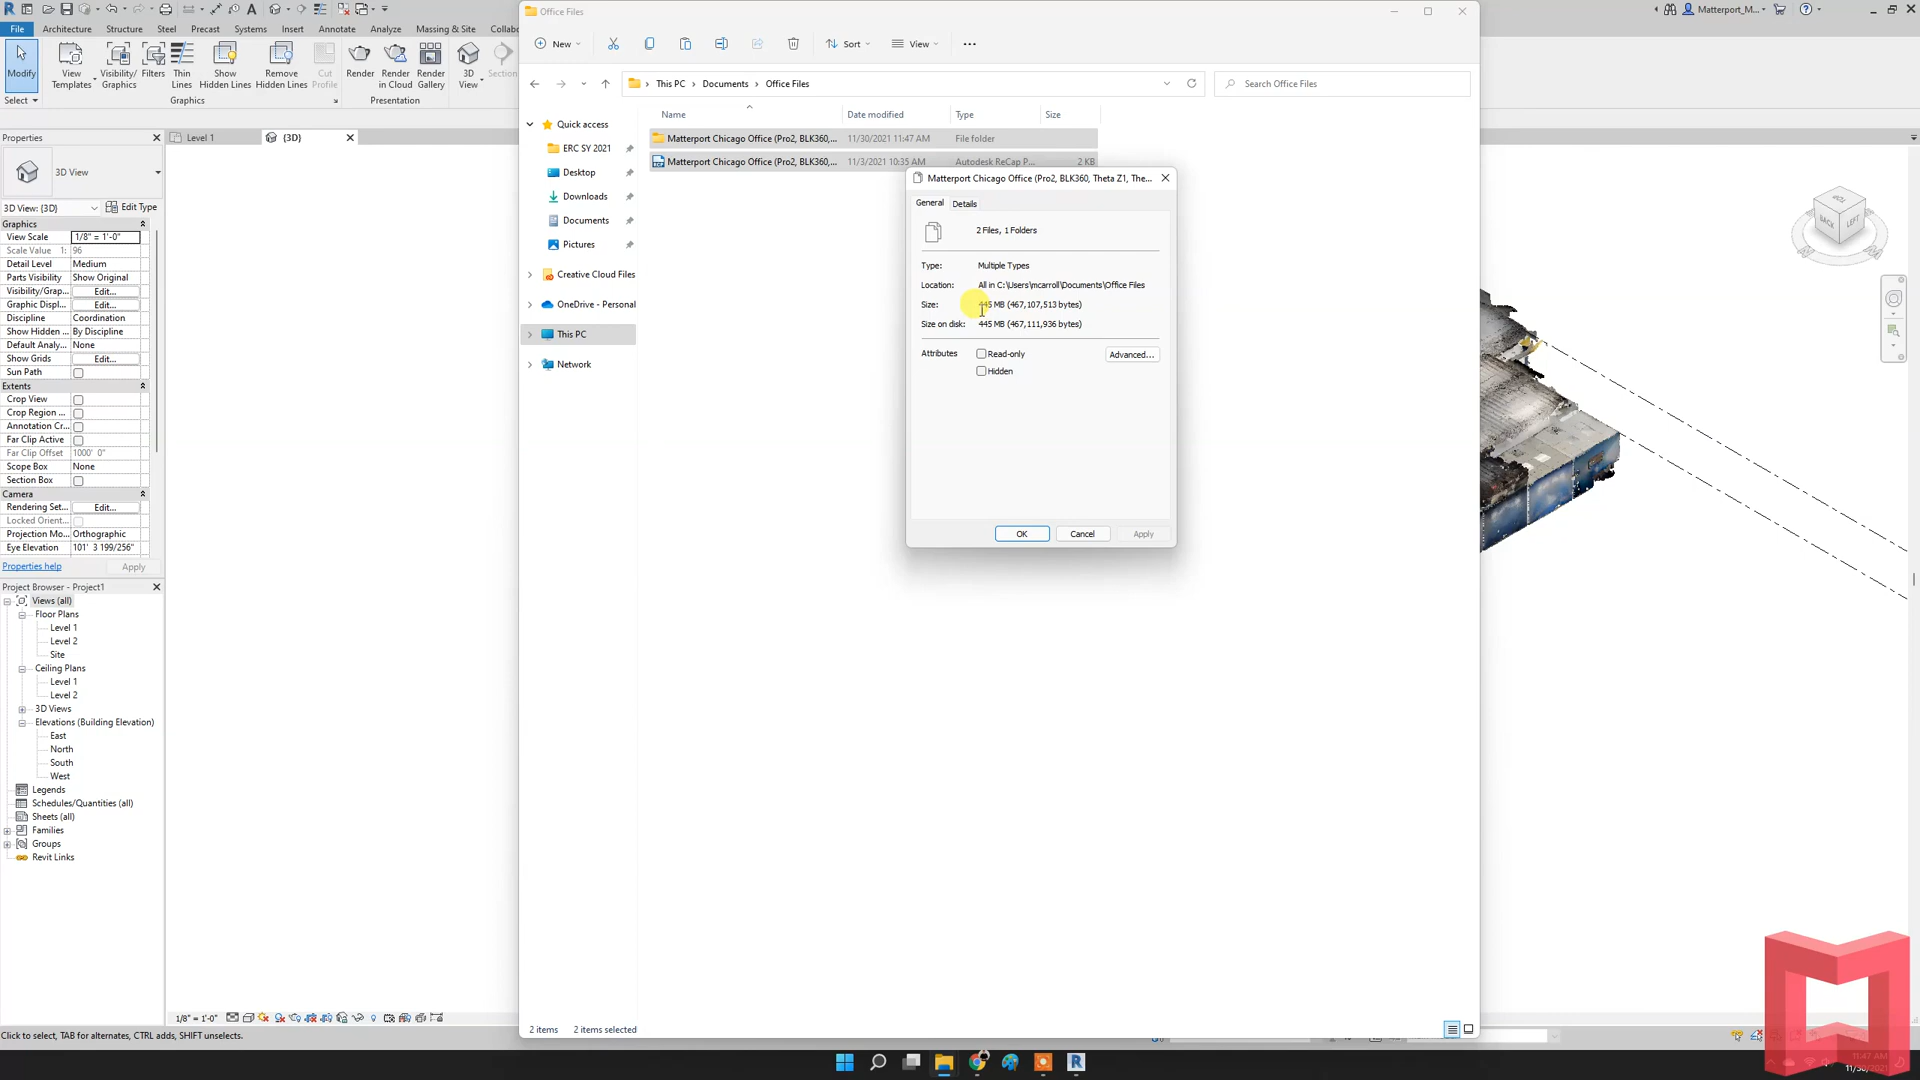 File
Architecture
Structure
Steel
Precast
Systems
Insert
Annotate
Analyze
Massing & Site
Collab
Matterport_M...
Modify
View Templates
Visibility/ Graphics
Filters
Thin Lines
Show Hidden Lines
Remove Hidden Lines
Cut Profile
Render
Render in Cloud
Render Gallery
3D View
Section
Select
Graphics
Presentation
Properties
Level 1
{3D}
3D View
3D View: {3D}
Edit Type
Graphics
View Scale 1/8" = 1'-0"
Scale Value 1: 96
Detail Level Medium
Parts Visibility Show Original
Visibility/Grap... Edit...
Graphic Displ... Edit...
Discipline Coordination
Show Hidden ... By Discipline
Default Analy... None
Show Grids Edit...
Sun Path
Extents
Crop View
Crop Region ...
Annotation Cr...
Far Clip Active
Far Clip Offset 1000' 0"
Scope Box None
Section Box
Camera
Rendering Set... Edit...
Locked Orient...
Projection Mo... Orthographic
Eye Elevation 101' 3 199/256"
Properties help
Apply
Project Browser - Project1
Views (all)
Floor Plans
Level 1
Level 2
Site
Ceiling Plans
Level 1
Level 2
3D Views
Elevations (Building Elevation)
East
North
South
West
Legends
Schedules/Quantities (all)
Sheets (all)
Families
Groups
Revit Links
1/8" = 1'-0"
Click to select, TAB for alternates, CTRL adds, SHIFT unselects.
Office Files
New
Sort
View
This PC
Documents
Office Files
Search Office Files
Name
Date modified
Type
Size
Matterport Chicago Office (Pro2, BLK360,... 11/30/2021 11:47 AM File folder
Matterport Chicago Office (Pro2, BLK360,... 11/3/2021 10:35 AM Autodesk ReCap P... 2 KB
Quick access
ERC SY 2021
Desktop
Downloads
Documents
Pictures
Creative Cloud Files
OneDrive - Personal
This PC
Network
Matterport Chicago Office (Pro2, BLK360, Theta Z1, The...
General
Details
2 Files, 1 Folders
Type: Multiple Types
Location: All in C:\Users\mcarroll\Documents\Office Files
Size: 445 MB (467,107,513 bytes)
Size on disk: 445 MB (467,111,936 bytes)
Attributes
Read-only
Advanced...
Hidden
OK
Cancel
Apply
2 items
2 items selected
TOP
BACK
LEFT
11:47 AM
11/30/2021